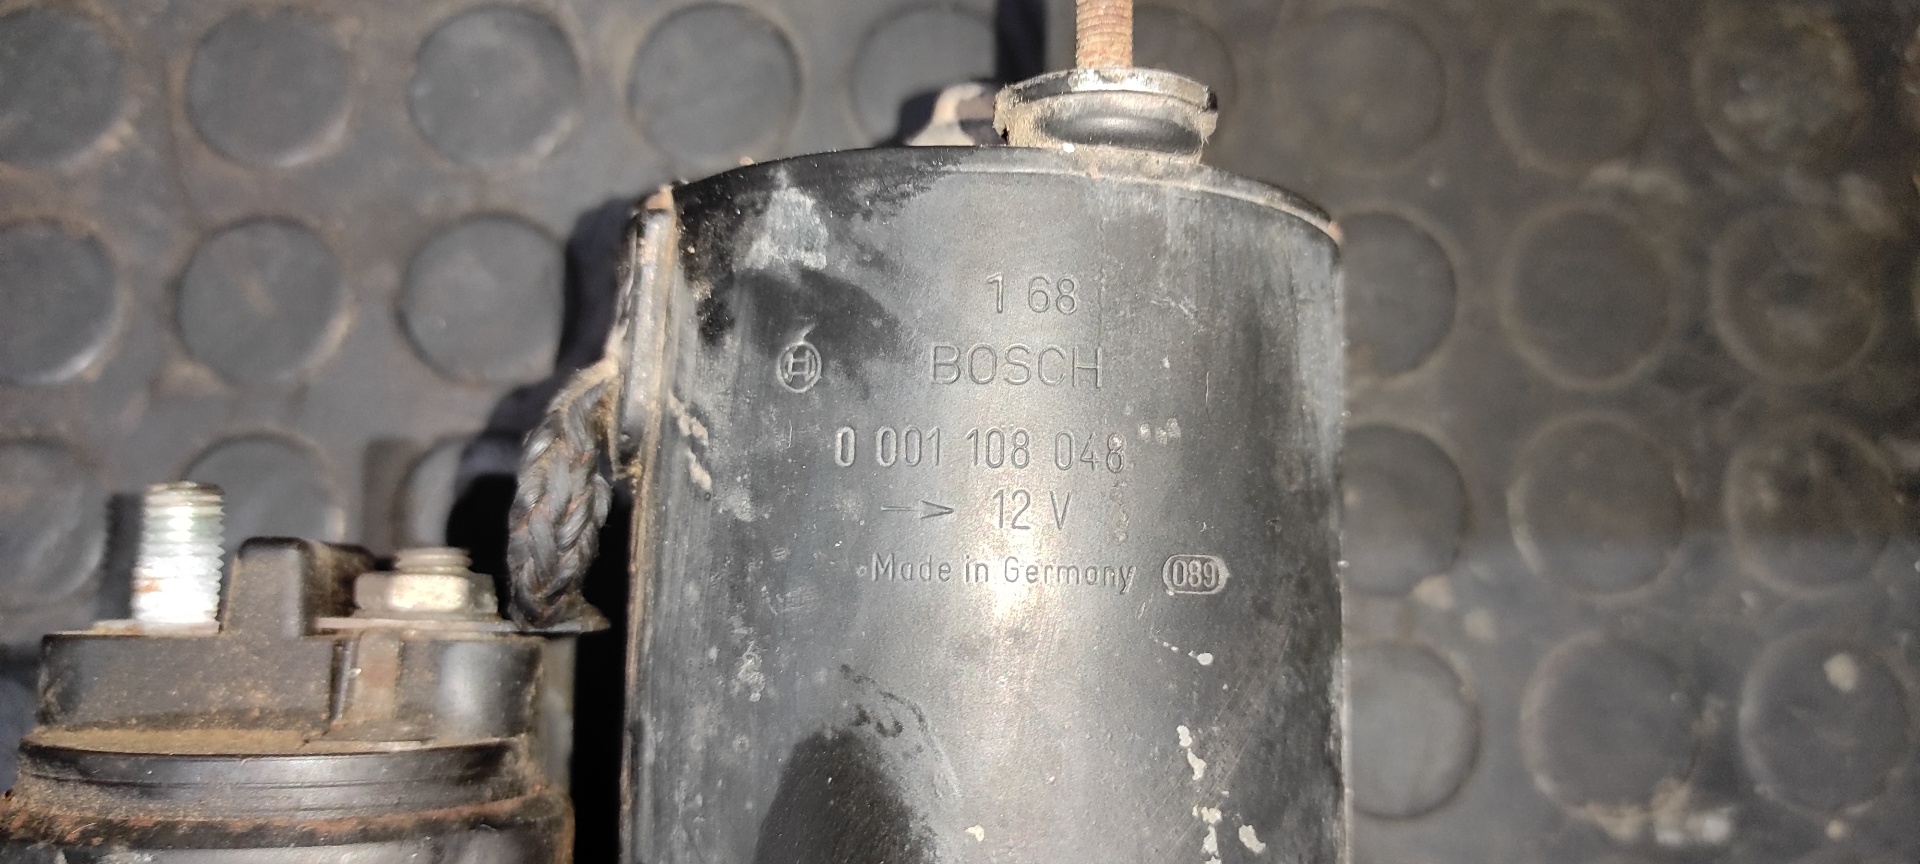 1 68
BOSCH
0 001 108 048
12 V
Made in Germany 089